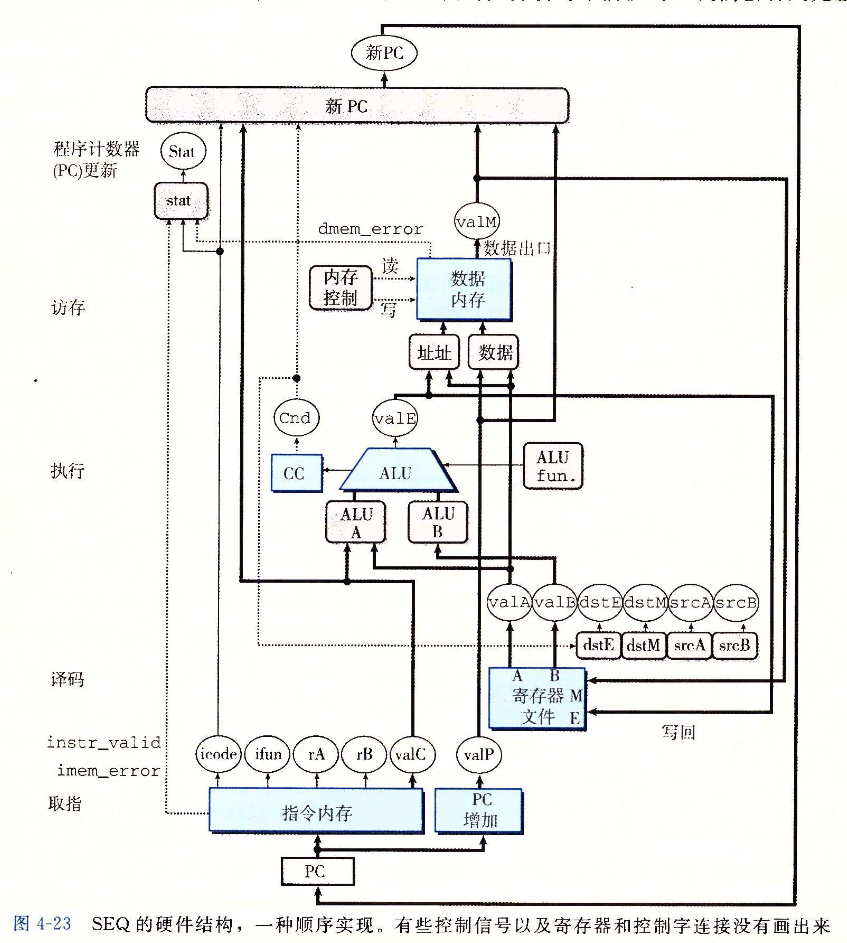 新PC
新 PC
程序计数器
(PC)更新
Stat
stat
dmem_error
valM
数据出口
内存
控制
读
写
数据
内存
访存
址址
数据
Cnd
valE
执行
CC
ALU
ALU
fun.
ALU
A
ALU
B
valA
valB
dstE
dstM
srcA
srcB
dstE
dstM
srcA
srcB
译码
A
B
寄存器
文件
M
E
写回
instr_valid
imem_error
取指
icode
ifun
rA
rB
valC
valP
指令内存
PC
增加
PC
图 4-23 SEQ 的硬件结构，一种顺序实现。有些控制信号以及寄存器和控制字连接没有画出来